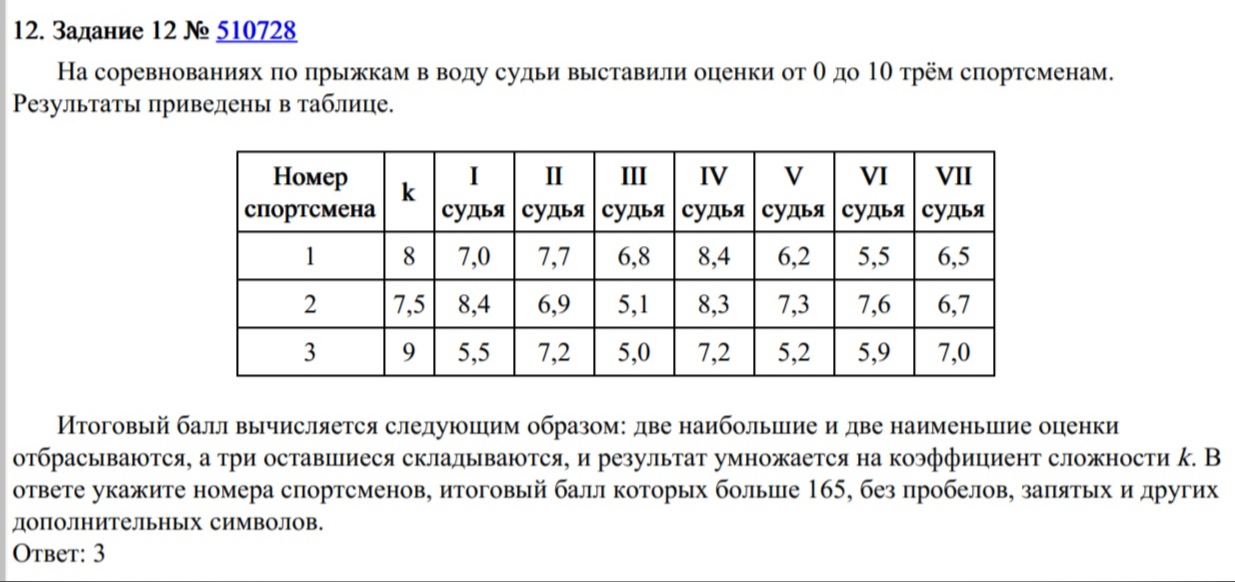 12. Задание 12 № 510728
На соревнованиях по прыжкам в воду судьи выставили оценки от 0 до 10 трём спортсменам.
Результаты приведены в таблице.
Номер спортсмена k I судья II судья III судья IV судья V судья VI судья VII судья
1 8 7,0 7,7 6,8 8,4 6,2 5,5 6,5
2 7,5 8,4 6,9 5,1 8,3 7,3 7,6 6,7
3 9 5,5 7,2 5,0 7,2 5,2 5,9 7,0
Итоговый балл вычисляется следующим образом: две наибольшие и две наименьшие оценки
отбрасываются, а три оставшиеся складываются, и результат умножается на коэффициент сложности k. В
ответе укажите номера спортсменов, итоговый балл которых больше 165, без пробелов, запятых и других
дополнительных символов.
Ответ: 3